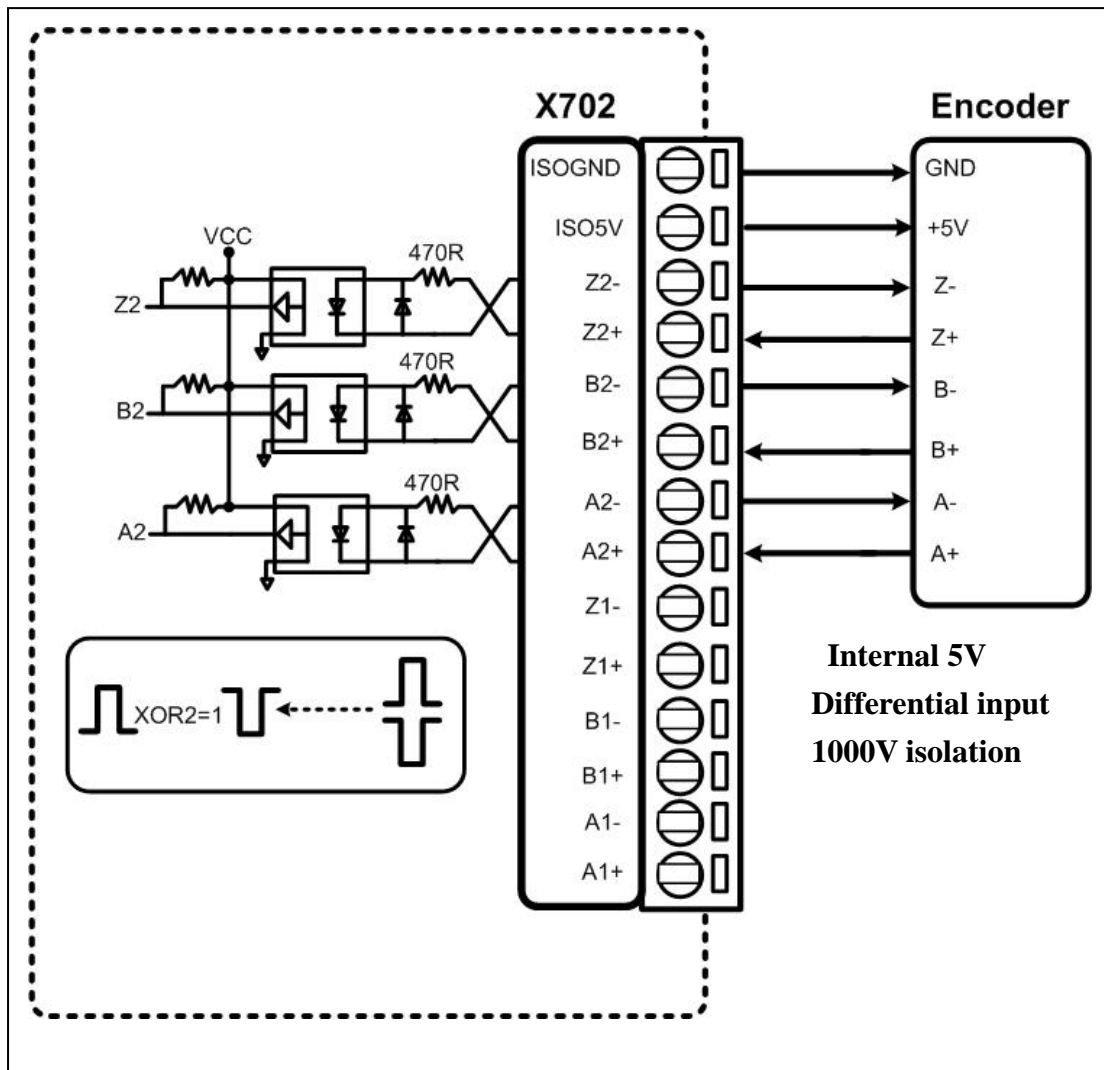 X702
Encoder
ISOGND
GND
ISO5V
+5V
VCC
470R
Z2-
Z-
Z2
Z2+
Z+
470R
B2-
B-
B2
B2+
B+
470R
A2-
A-
A2
A2+
A+
Z1-
Z1+
B1-
B1+
A1-
A1+
XOR2=1
Internal 5V
Differential input
1000V isolation